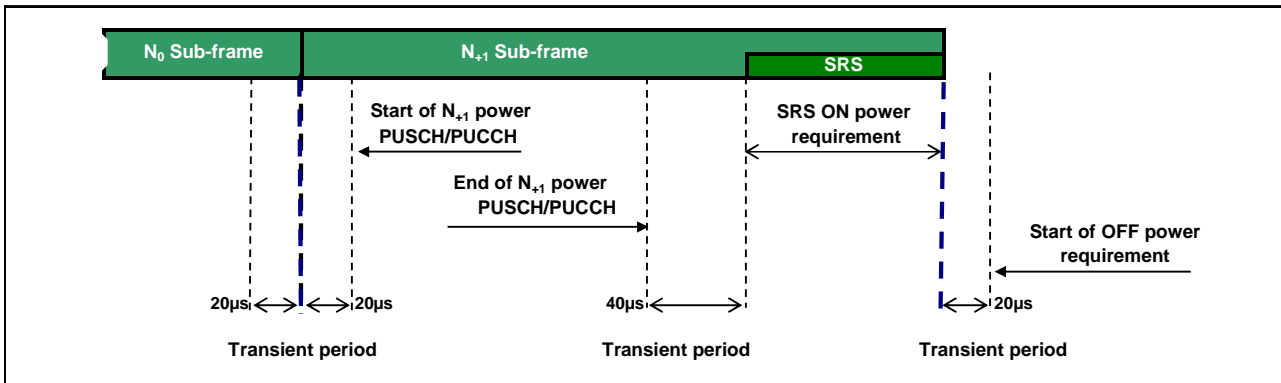 N₀ Sub-frame
N₊₁ Sub-frame
SRS
Start of N₊₁ power
PUSCH/PUCCH
SRS ON power
requirement
End of N₊₁ power
PUSCH/PUCCH
Start of OFF power
requirement
20µs
20µs
40µs
20µs
Transient period
Transient period
Transient period